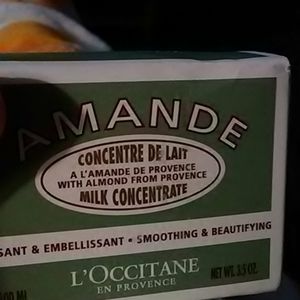 AMANDE
CONCENTRE DE LAIT
A L'AMANDE DE PROVENCE
WITH ALMOND FROM PROVENCE
MILK CONCENTRATE
SANT & EMBELLISSANT • SMOOTHING & BEAUTIFYING
L'OCCITANE
EN PROVENCE
ML NET WT. 3.5 OZ.